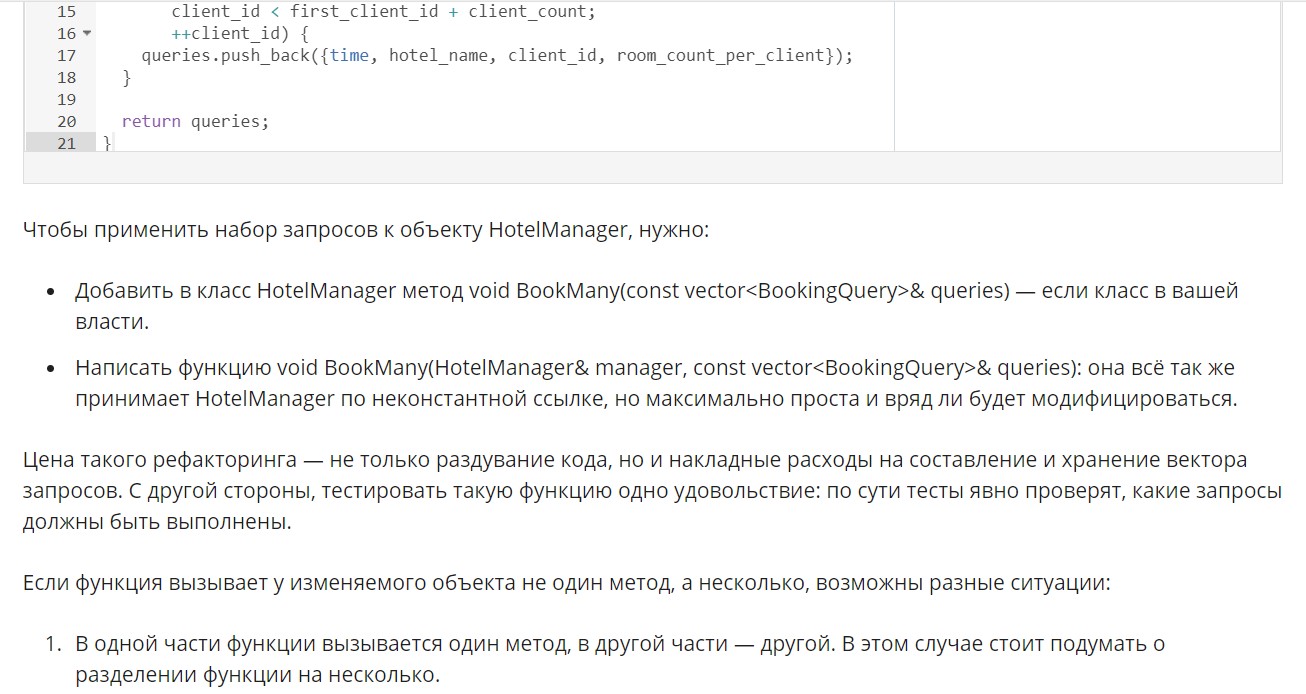 15 client_id < first_client_id + client_count;
16 ++client_id) {
17 queries.push_back({time, hotel_name, client_id, room_count_per_client});
18 }
19
20 return queries;
21 }
Чтобы применить набор запросов к объекту HotelManager, нужно:
• Добавить в класс HotelManager метод void BookMany(const vector<BookingQuery>& queries) — если класс в вашей
власти.
• Написать функцию void BookMany(HotelManager& manager, const vector<BookingQuery>& queries): она всё так же
принимает HotelManager по неконстантной ссылке, но максимально проста и вряд ли будет модифицироваться.
Цена такого рефакторинга — не только раздувание кода, но и накладные расходы на составление и хранение вектора
запросов. С другой стороны, тестировать такую функцию одно удовольствие: по сути тесты явно проверят, какие запросы
должны быть выполнены.
Если функция вызывает у изменяемого объекта не один метод, а несколько, возможны разные ситуации:
1. В одной части функции вызывается один метод, в другой части — другой. В этом случае стоит подумать о
разделении функции на несколько.